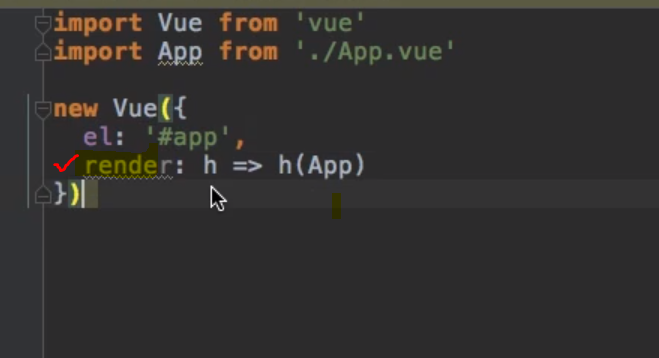 import Vue from 'vue'
import App from './App.vue'
new Vue({
el: '#app',
render: h => h(App)
})